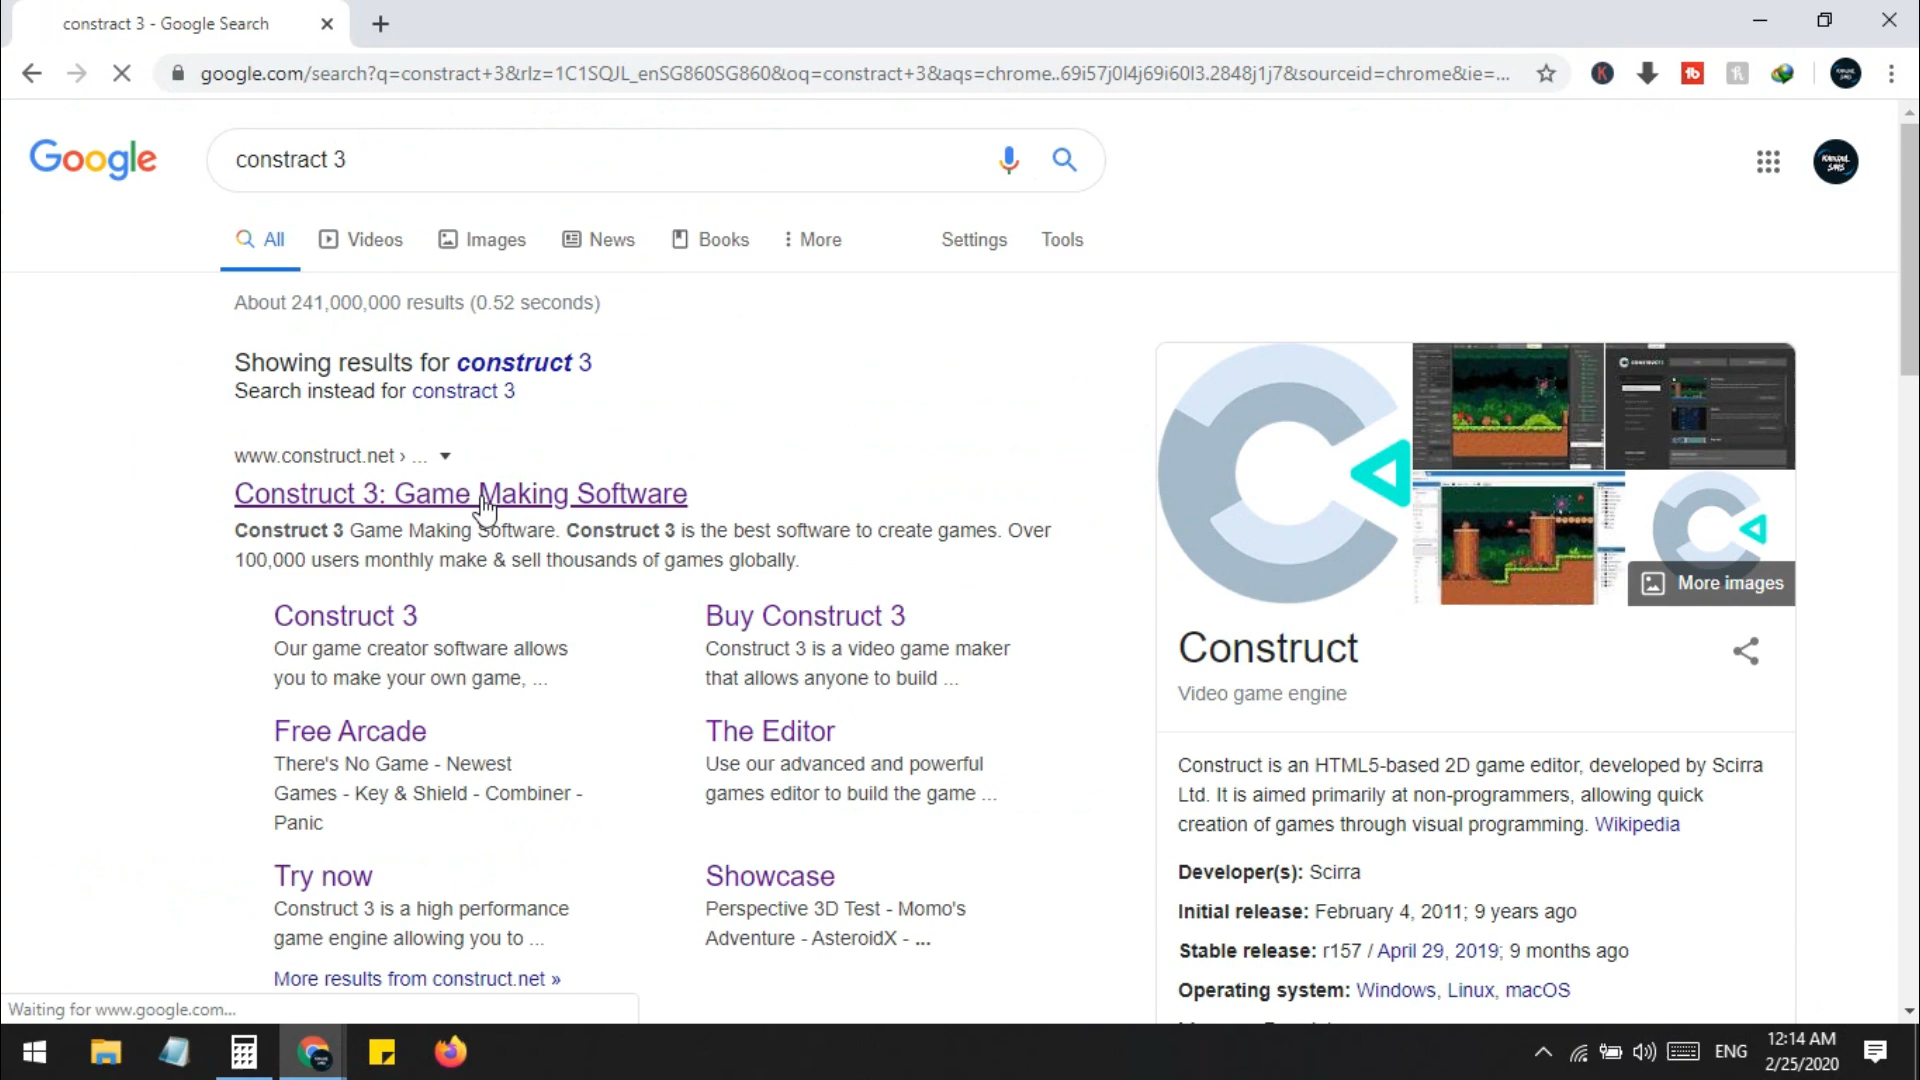 constract 3 - Google Search
google.com/search?q=constract+3&rlz=1C1SQJL_enSG860SG860&oq=constract+3&aqs=chrome..69i57j0l4j69i60l3.2848j1j7&sourceid=chrome&ie=...
Google
constract 3
All
Videos
Images
News
Books
More
Settings
Tools
About 241,000,000 results (0.52 seconds)
Showing results for construct 3
Search instead for constract 3
www.construct.net › ...
Construct 3: Game Making Software
Construct 3 Game Making Software. Construct 3 is the best software to create games. Over
100,000 users monthly make & sell thousands of games globally.
Construct 3
Our game creator software allows
you to make your own game, ...
Buy Construct 3
Construct 3 is a video game maker
that allows anyone to build ...
Free Arcade
There's No Game - Newest
Games - Key & Shield - Combiner -
Panic
The Editor
Use our advanced and powerful
games editor to build the game ...
Try now
Construct 3 is a high performance
game engine allowing you to ...
Showcase
Perspective 3D Test - Momo's
Adventure - AsteroidX - ...
More results from construct.net »
More images
Construct
Video game engine
Construct is an HTML5-based 2D game editor, developed by Scirra
Ltd. It is aimed primarily at non-programmers, allowing quick
creation of games through visual programming. Wikipedia
Developer(s): Scirra
Initial release: February 4, 2011; 9 years ago
Stable release: r157 / April 29, 2019; 9 months ago
Operating system: Windows, Linux, macOS
Waiting for www.google.com...
ENG
12:14 AM
2/25/2020